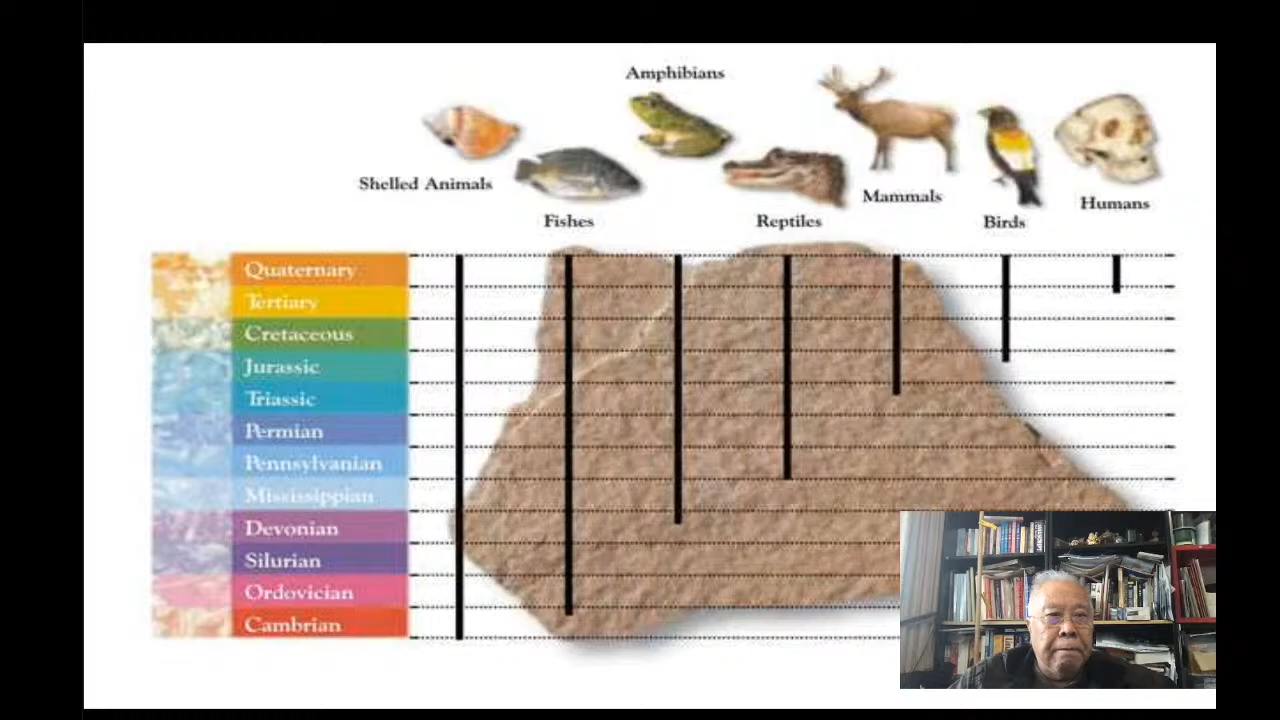 Amphibians
Shelled Animals
Fishes
Reptiles
Mammals
Birds
Humans
Quaternary
Tertiary
Cretaceous
Jurassic
Triassic
Permian
Pennsylvanian
Mississippian
Devonian
Silurian
Ordovician
Cambrian